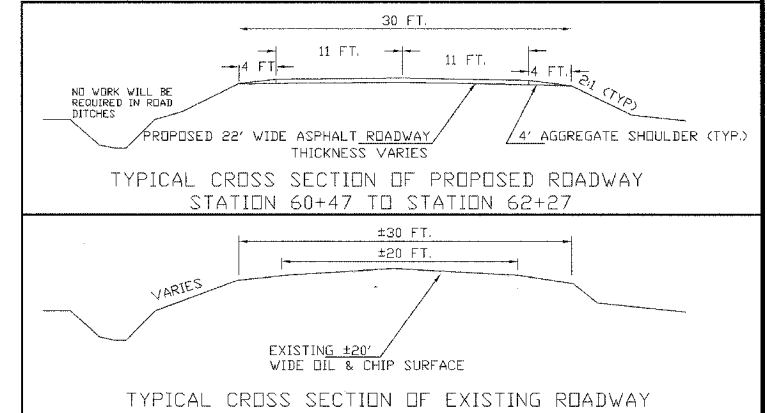 30 FT.
11 FT.
11 FT.
4 FT.
4 FT.
2:1 (TYP)
NO WORK WILL BE
REQUIRED IN ROAD
DITCHES
PROPOSED 22' WIDE ASPHALT ROADWAY
THICKNESS VARIES
4' AGGREGATE SHOULDER (TYP.)
TYPICAL CROSS SECTION OF PROPOSED ROADWAY
STATION 60+47 TO STATION 62+27
±30 FT.
±20 FT.
VARIES
EXISTING ±20'
WIDE OIL & CHIP SURFACE
TYPICAL CROSS SECTION OF EXISTING ROADWAY